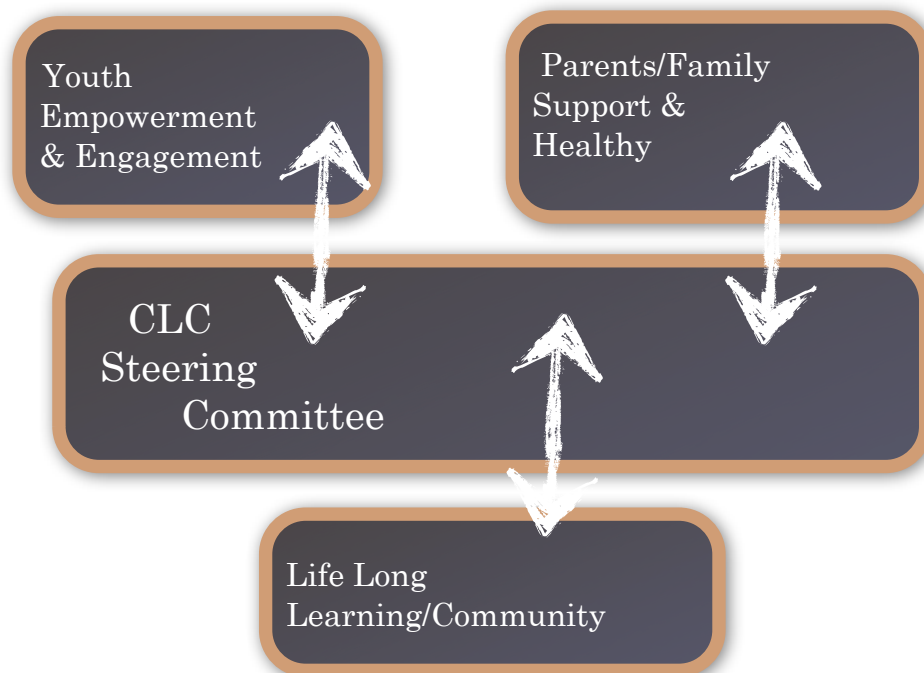 Youth
Empowerment
& Engagement
Parents/Family
Support &
Healthy
CLC
Steering
Committee
Life Long
Learning/Community